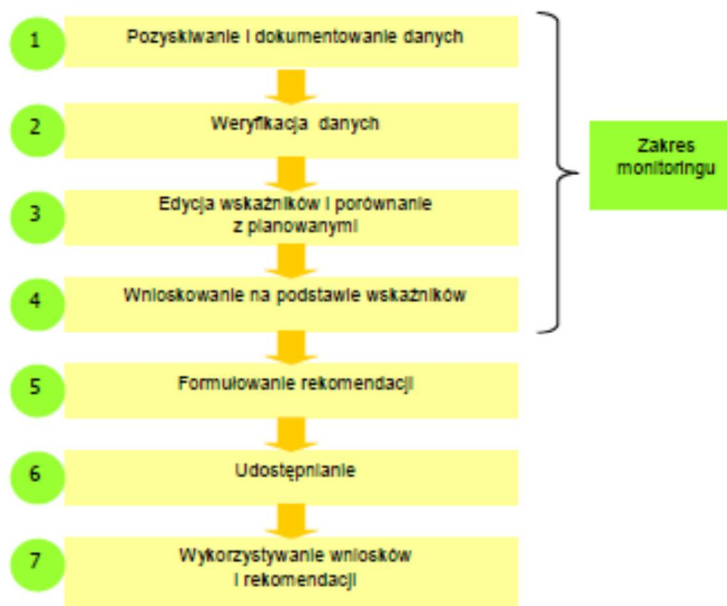 1
Pozyskiwanie i dokumentowanie danych
2
Weryfikacja danych
Zakres
monitoringu
3
Edycja wskaźników i porównanie
z planowanymi
4
Wnioskowanie na podstawie wskaźników
5
Formułowanie rekomendacji
6
Udostępnianie
7
Wykorzystywanie wniosków
i rekomendacji